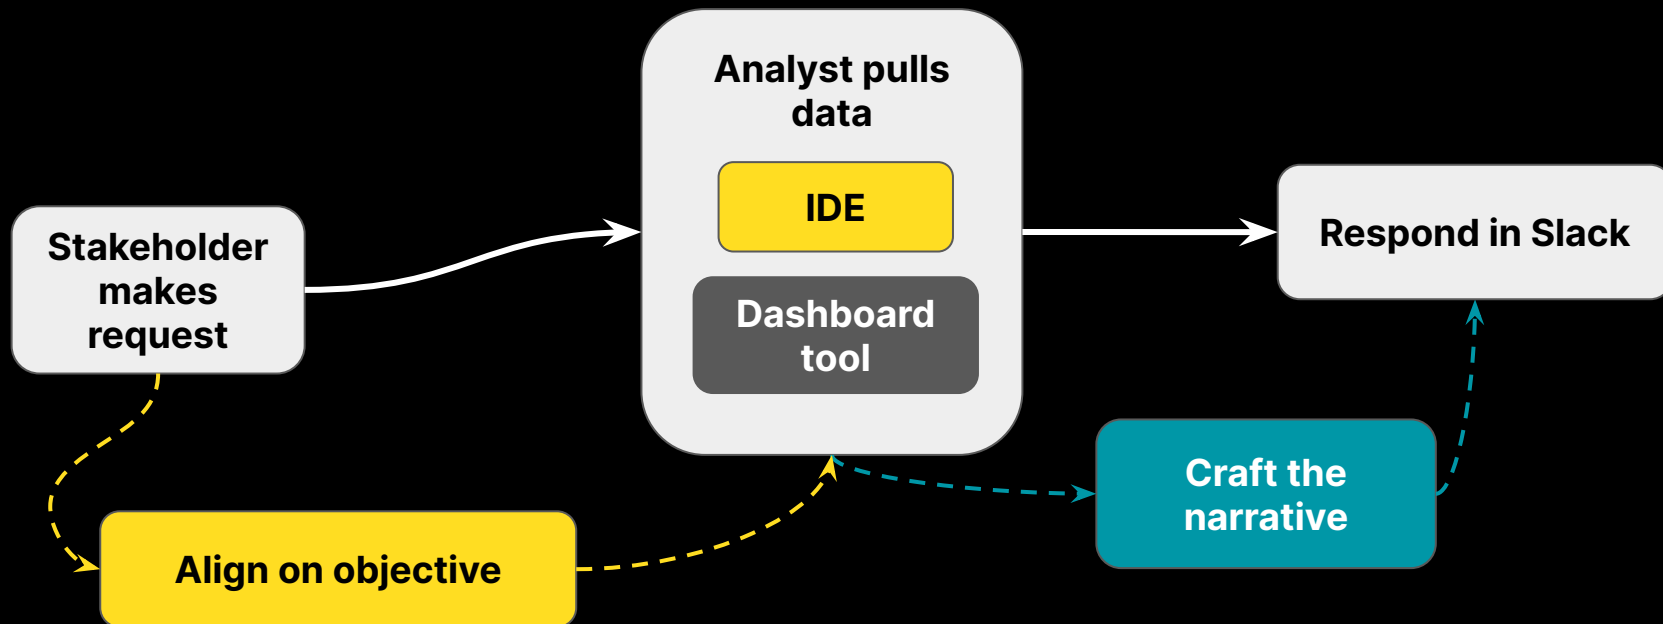 Analyst pulls
data
IDE
Dashboard
tool
Stakeholder
makes
request
Respond in Slack
Craft the
narrative
Align on objective